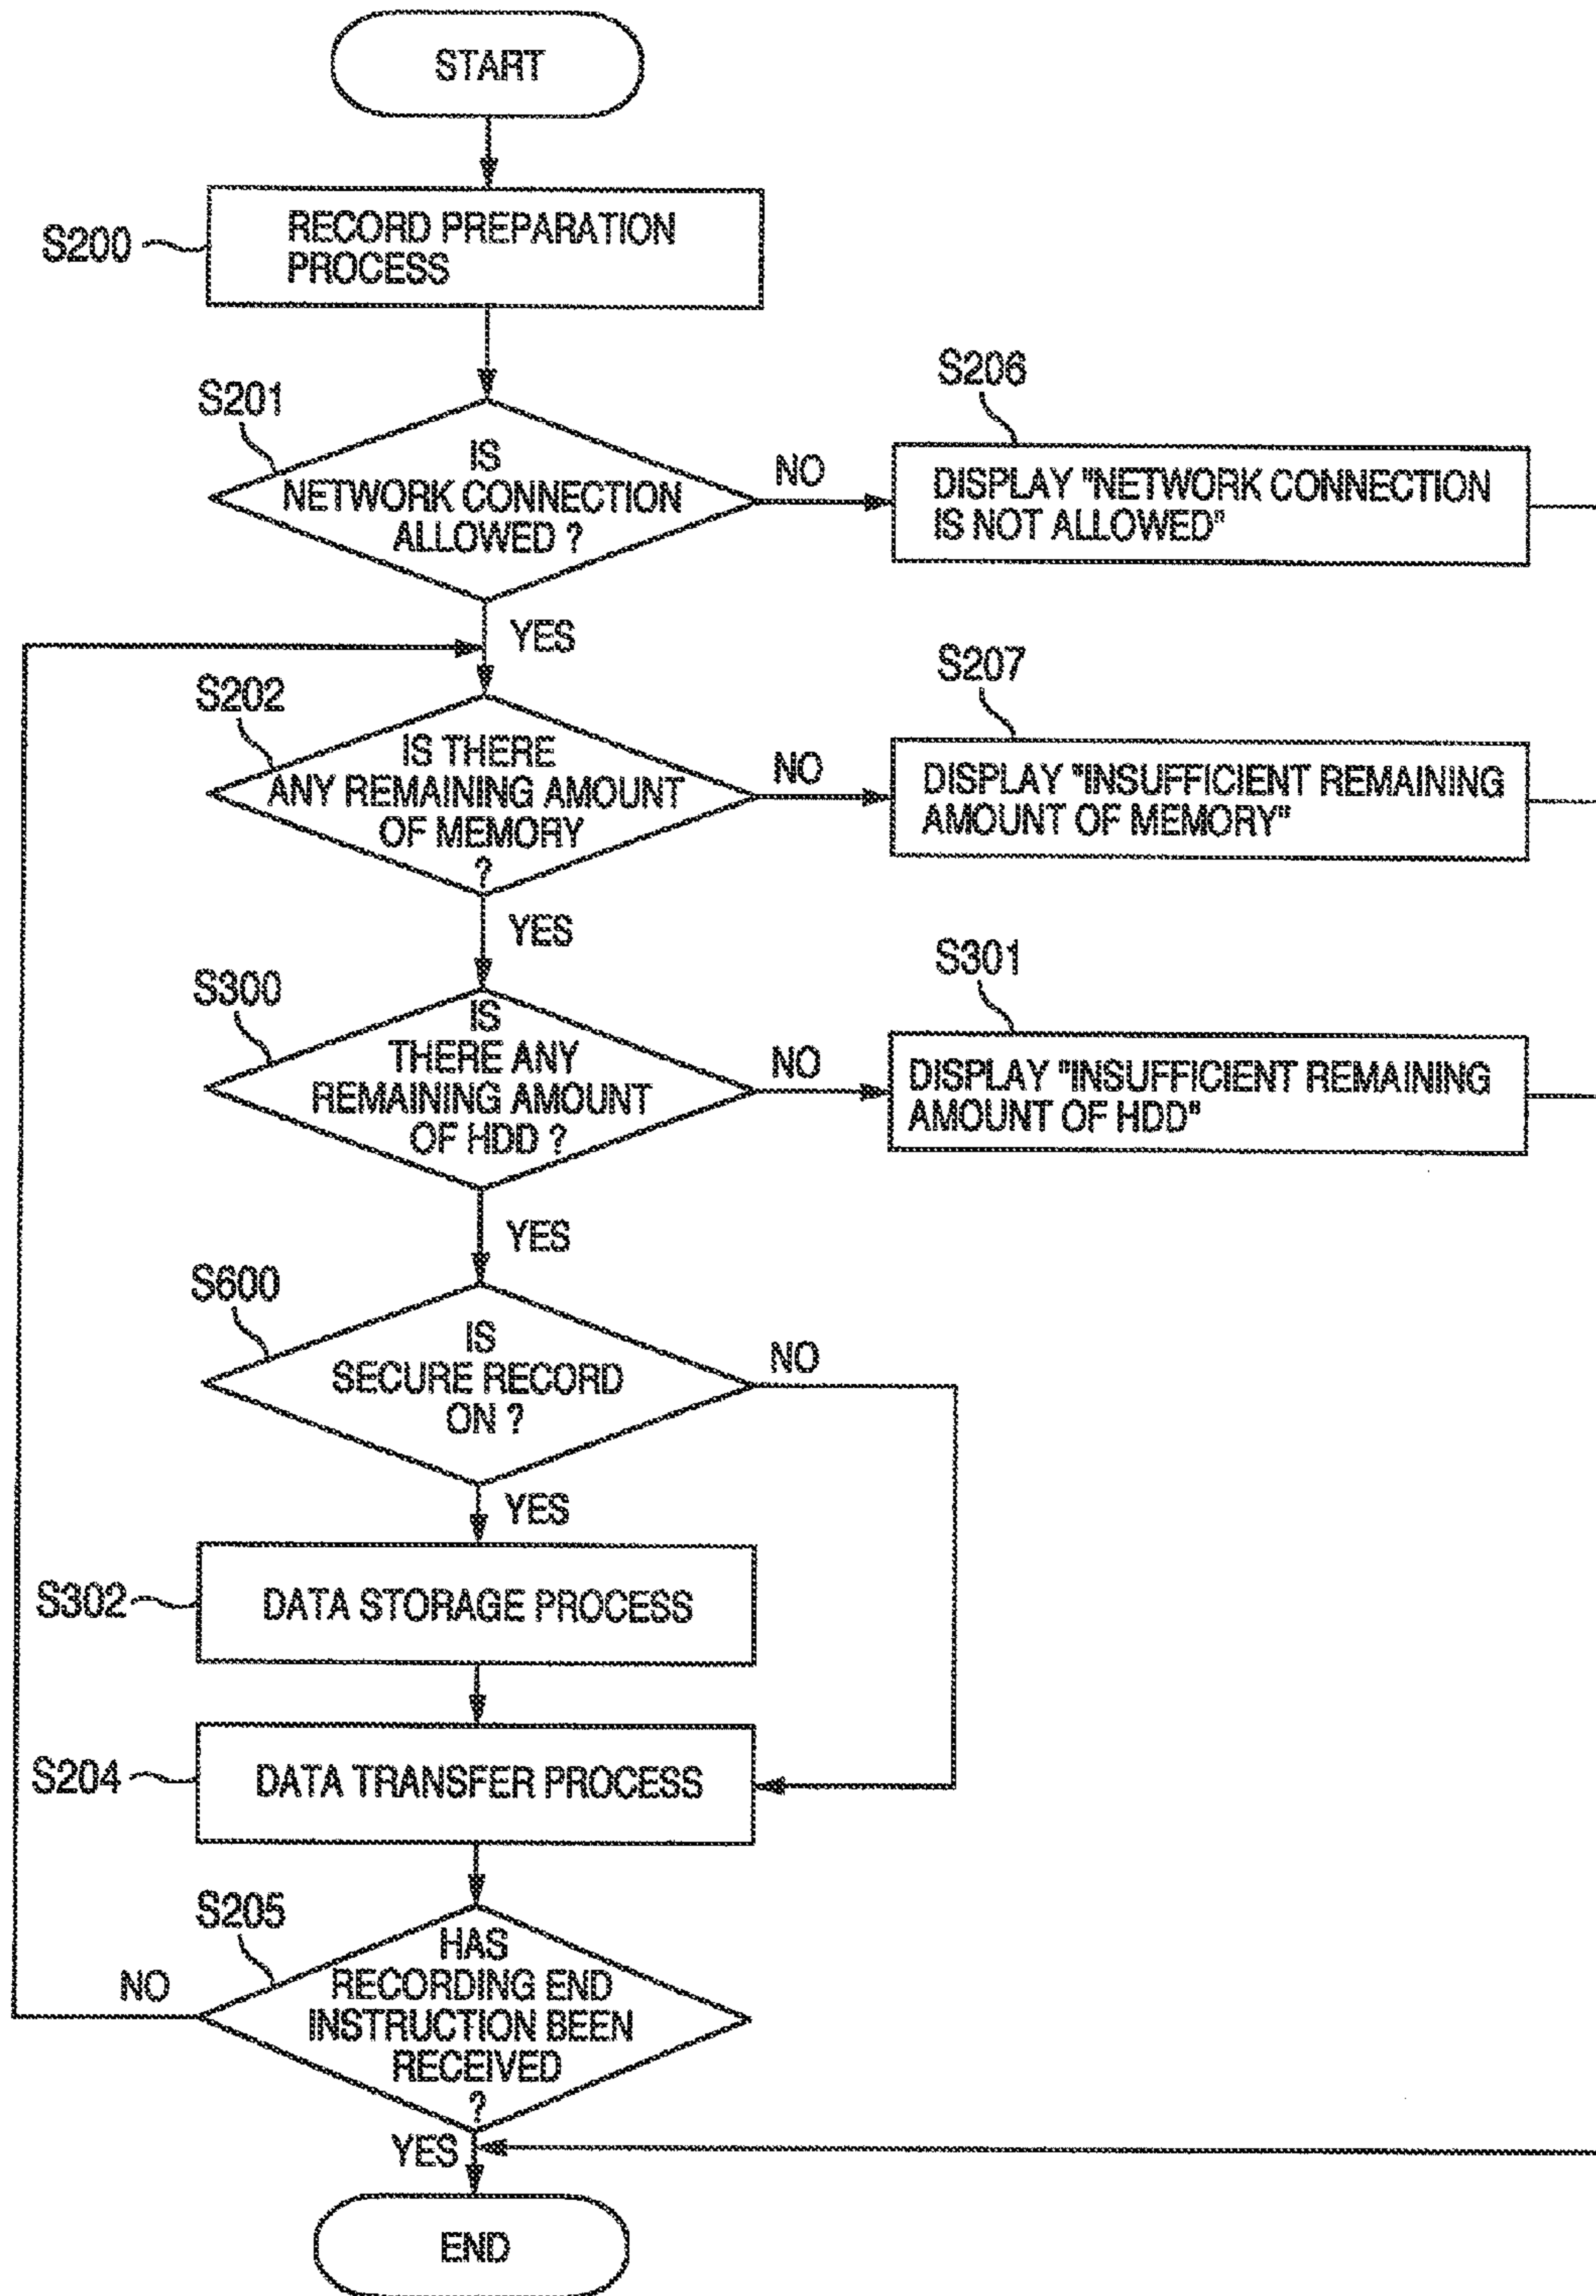 START
S200
RECORD PREPARATION
PROCESS
S201
IS
NETWORK CONNECTION
ALLOWED ?
NO
S206
DISPLAY "NETWORK CONNECTION
IS NOT ALLOWED"
YES
S202
IS THERE
ANY REMAINING AMOUNT
OF MEMORY
?
NO
S207
DISPLAY "INSUFFICIENT REMAINING
AMOUNT OF MEMORY"
YES
S300
IS
THERE ANY
REMAINING AMOUNT
OF HDD ?
NO
S301
DISPLAY "INSUFFICIENT REMAINING
AMOUNT OF HDD"
YES
S600
IS
SECURE RECORD
ON ?
NO
YES
S302
DATA STORAGE PROCESS
S204
DATA TRANSFER PROCESS
S205
HAS
RECORDING END
INSTRUCTION BEEN
RECEIVED
?
NO
YES
END